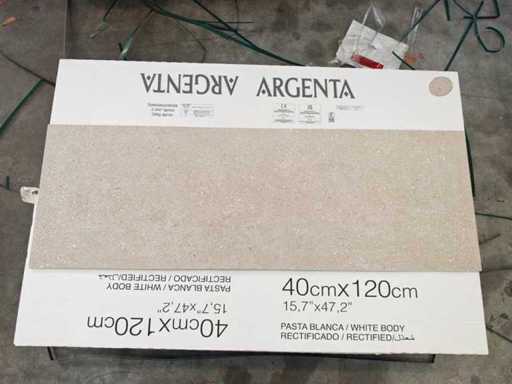 ARGENTA ARGENTA
40cmx120cm
15,7"x47,2"
PASTA BLANCA / WHITE BODY
RECTIFICADO / RECTIFIED/
40cmx120cm
15,7"x47,2"
PASTA BLANCA / WHITE BODY
RECTIFICADO / RECTIFIED/